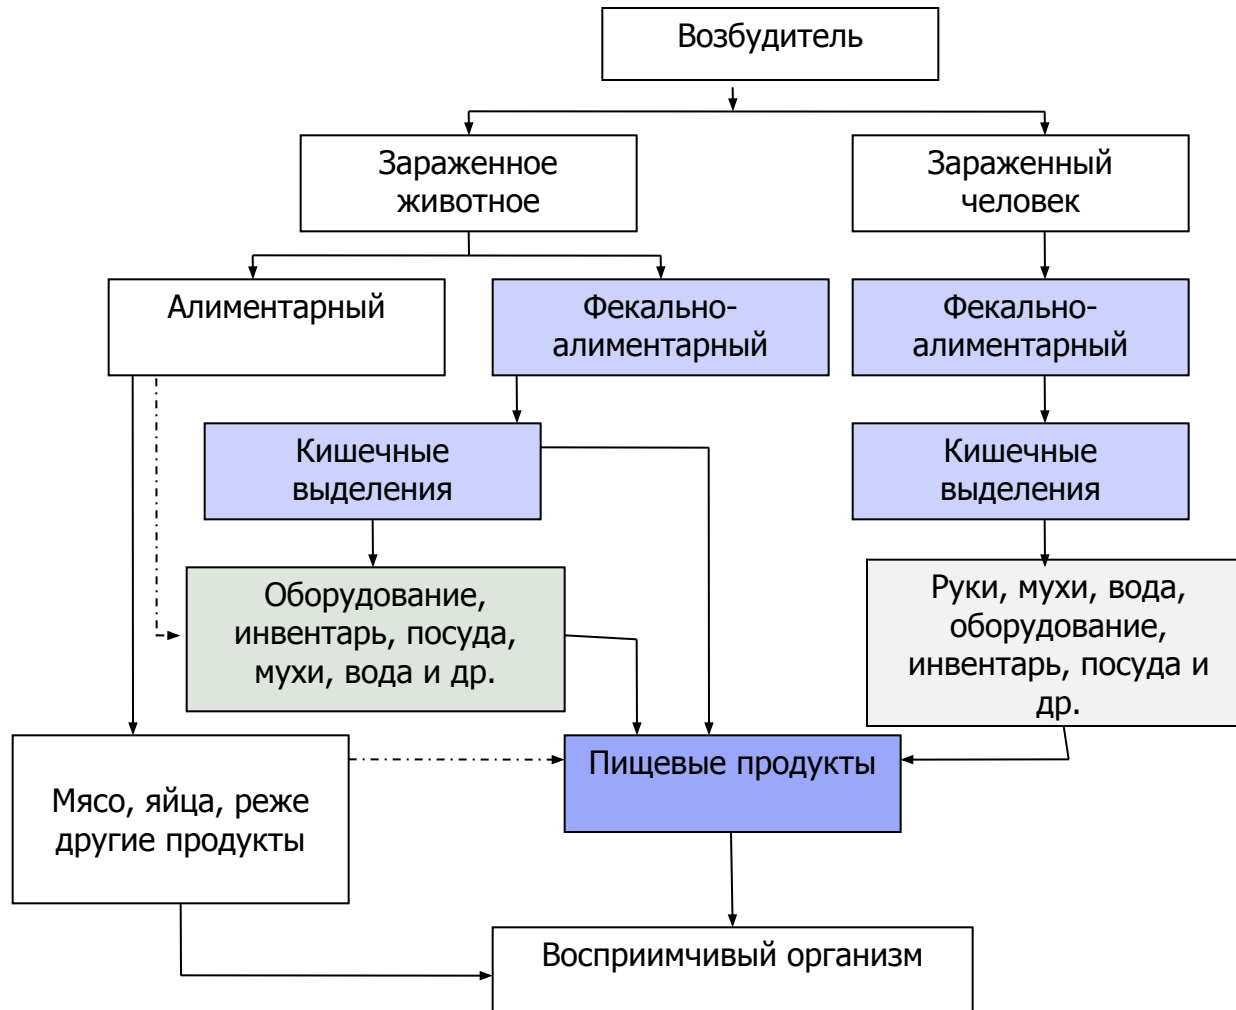 Возбудитель
Зараженное
животное
Зараженный
человек
Алиментарный
Фекально-
алиментарный
Фекально-
алиментарный
Кишечные
выделения
Кишечные
выделения
Оборудование,
инвентарь, посуда,
мухи, вода и др.
Руки, мухи, вода,
оборудование,
инвентарь, посуда и
др.
Мясо, яйца, реже
другие продукты
Пищевые продукты
Восприимчивый организм